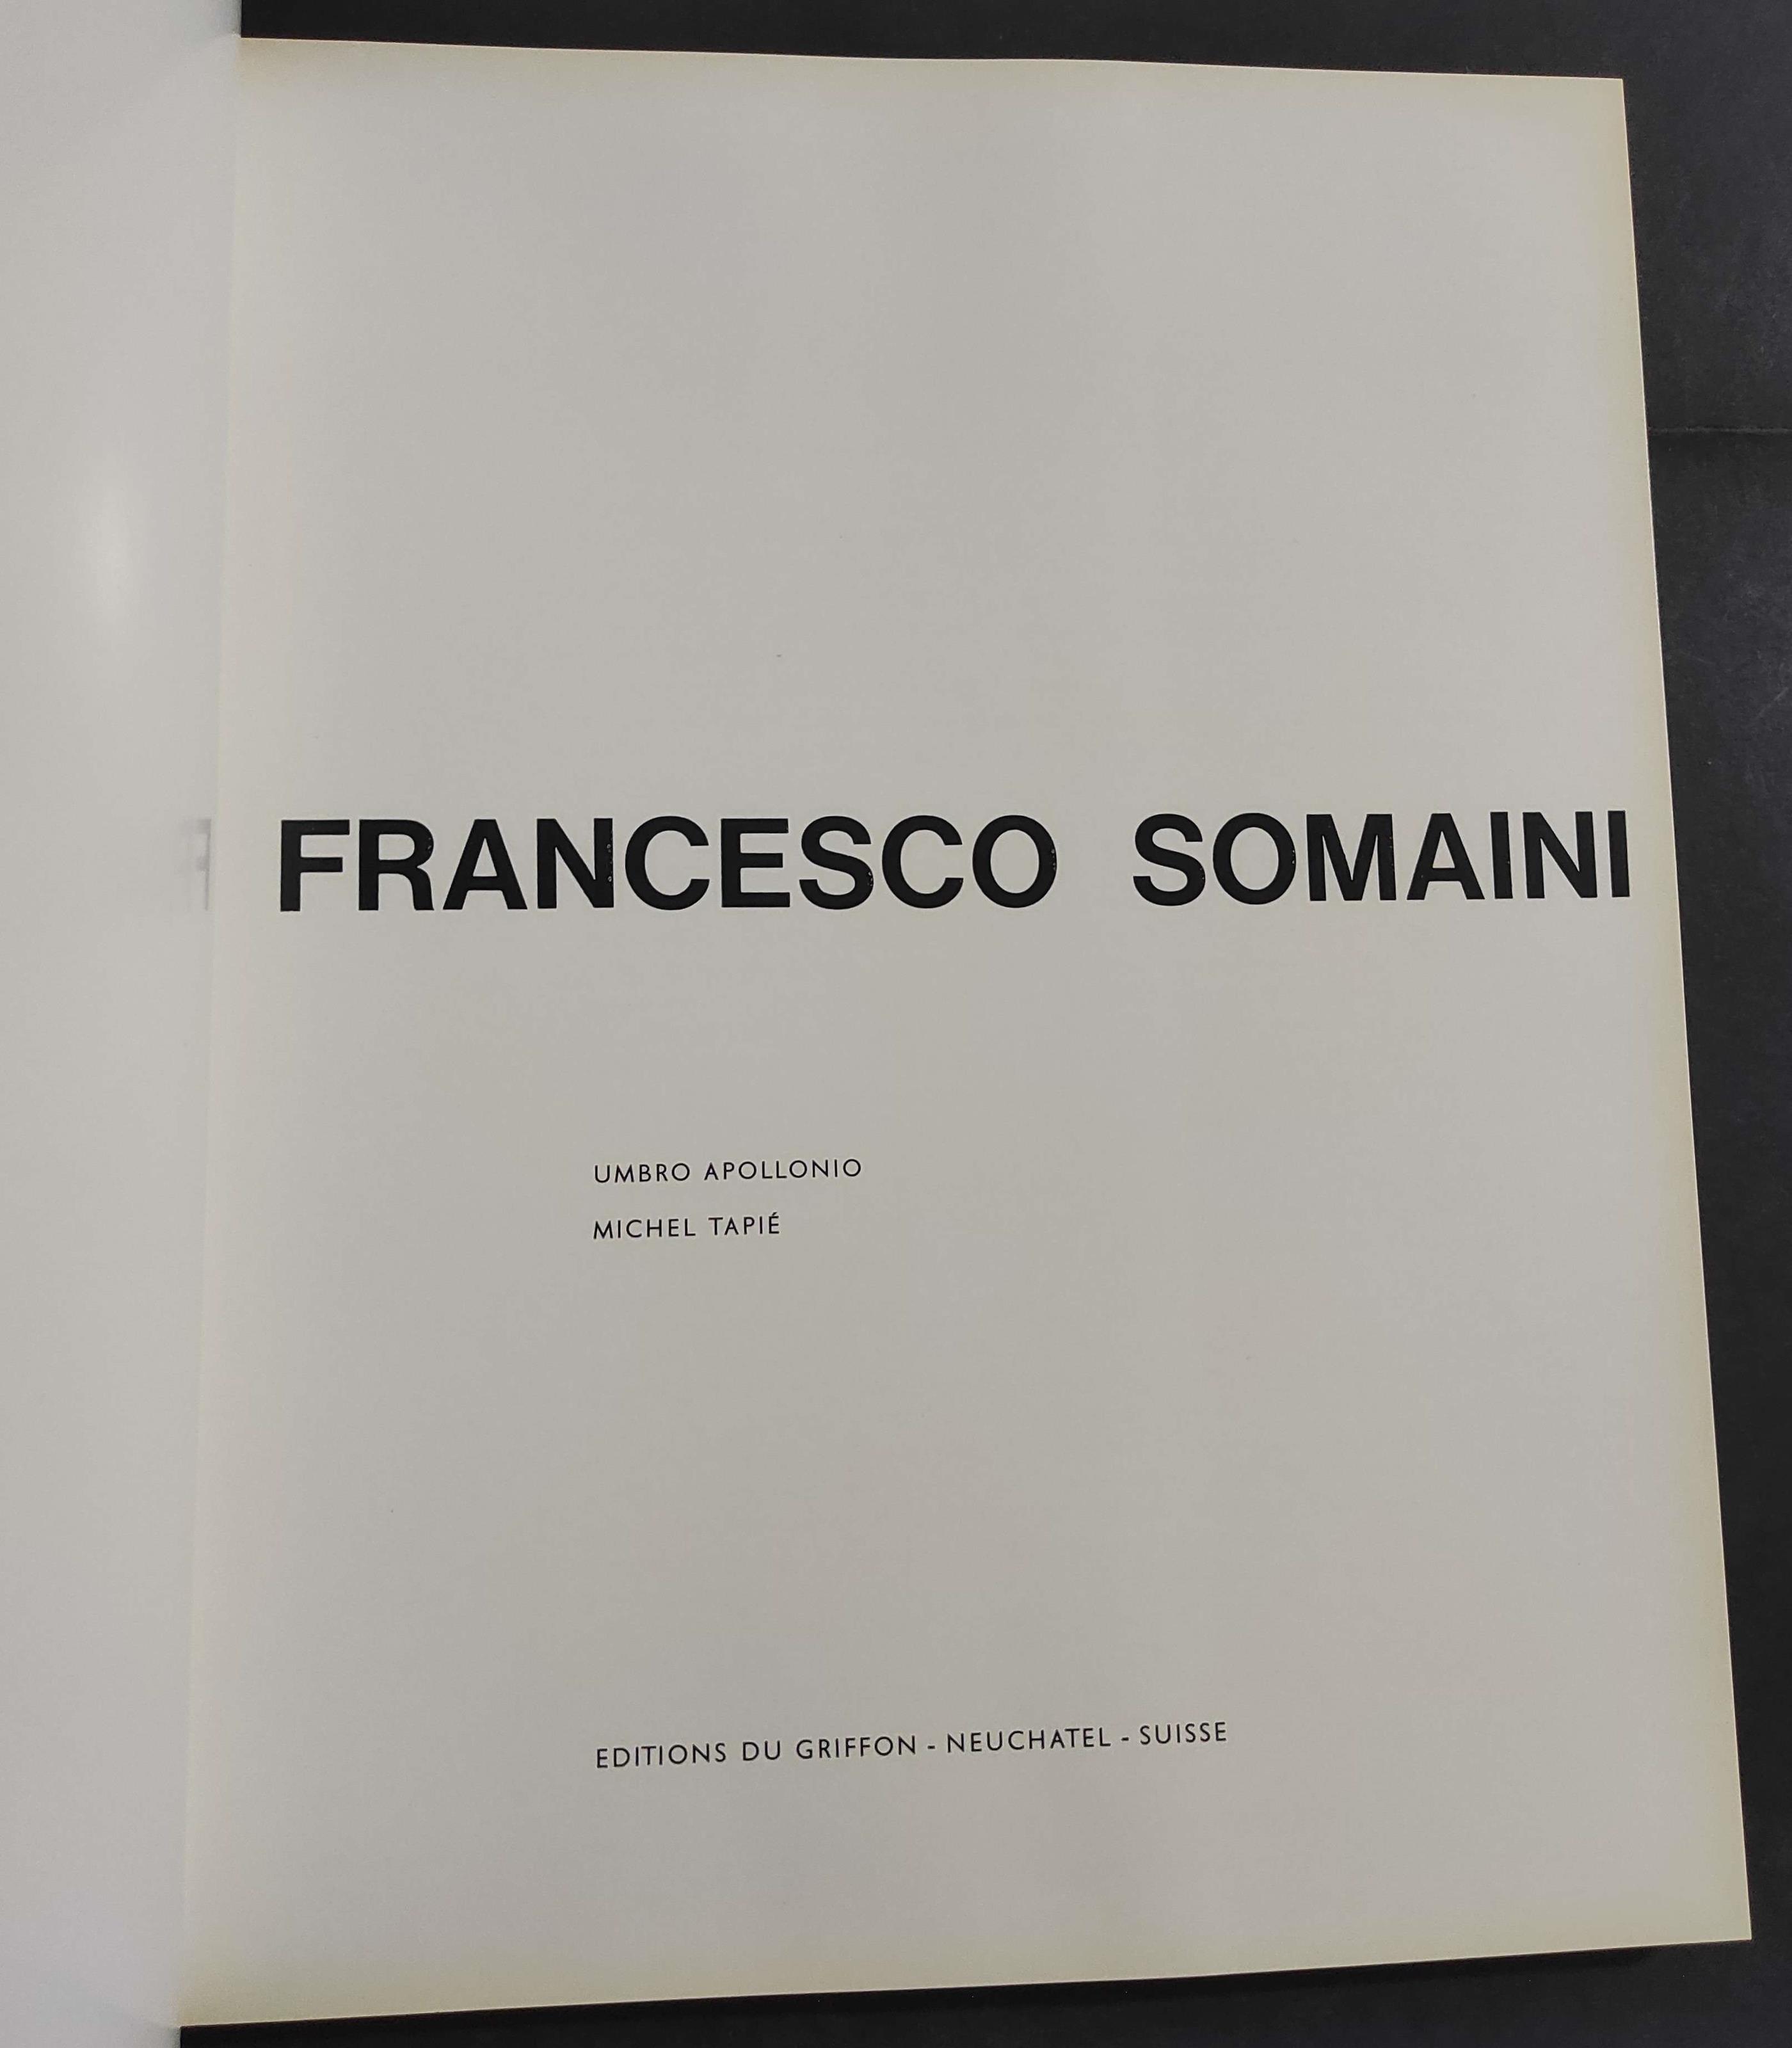 FRANCESCO SOMAINI
UMBRO APOLLONIO
MICHEL TAPIÉ
EDITIONS DU GRIFFON - NEUCHATEL - SUISSE